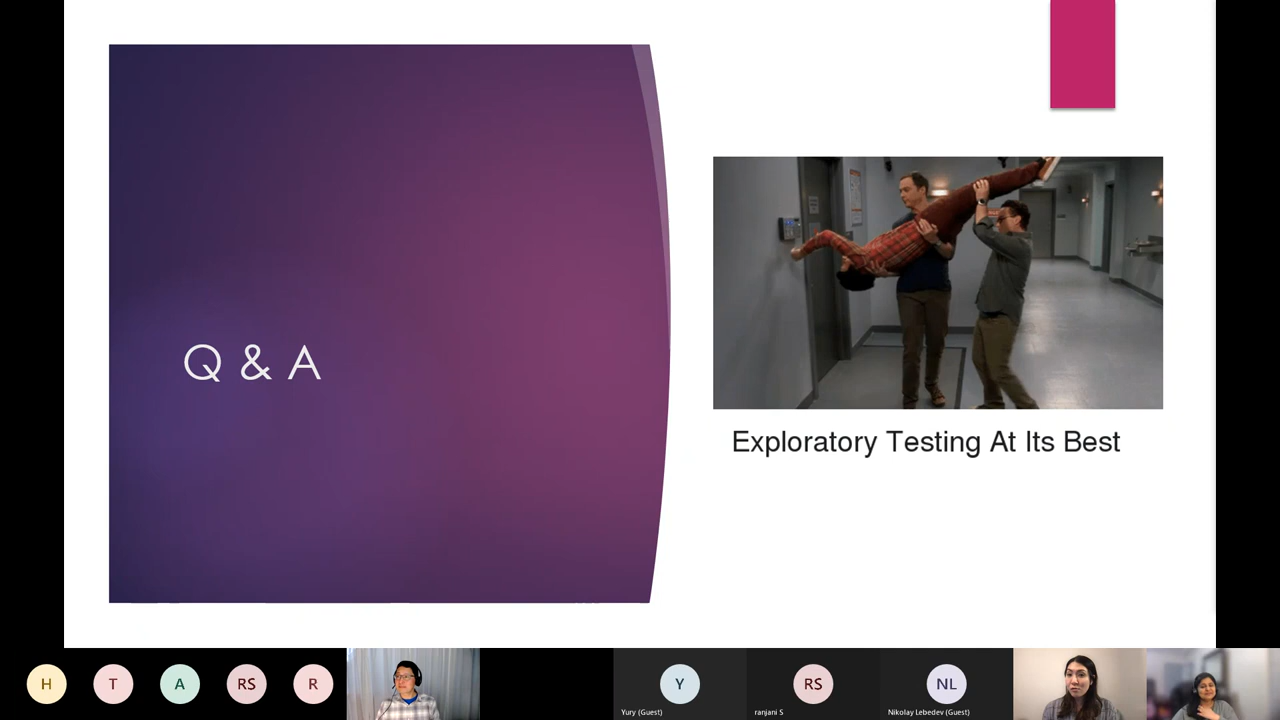 Q & A
Exploratory Testing At Its Best
H
T
A
RS
R
Y
RS
NL
Yury (Guest)
ranjani S
Nikolay Lebedev (Guest)